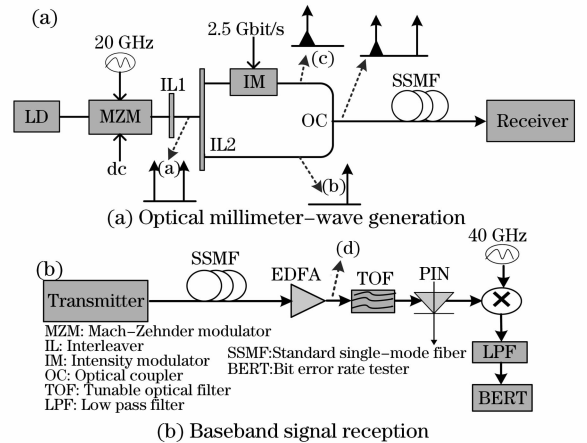 (a)
2.5 Gbit/s
20 GHz
(c)
IL1
IM
SSMF
LD
MZM
OC
Receiver
IL2
dc
(a)
(b)
(a) Optical millimeter-wave generation
40 GHz
(b)
SSMF
(d)
EDFA
TOF
PIN
Transmitter
MZM: Mach-Zehnder modulator
IL: Interleaver
IM: Intensity modulator
OC: Optical coupler
TOF: Tunable optical filter
LPF: Low pass filter
SSMF:Standard single-mode fiber
BERT:Bit error rate tester
LPF
BERT
(b) Baseband signal reception